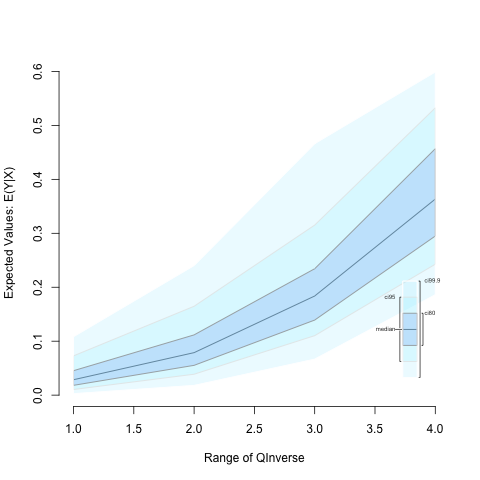 Expected Values: E(Y|X)
0.6
0.5
0.4
0.3
0.2
0.1
0.0
ci99.9
ci95
ci80
median
1.0 1.5 2.0 2.5 3.0 3.5 4.0
Range of QInverse